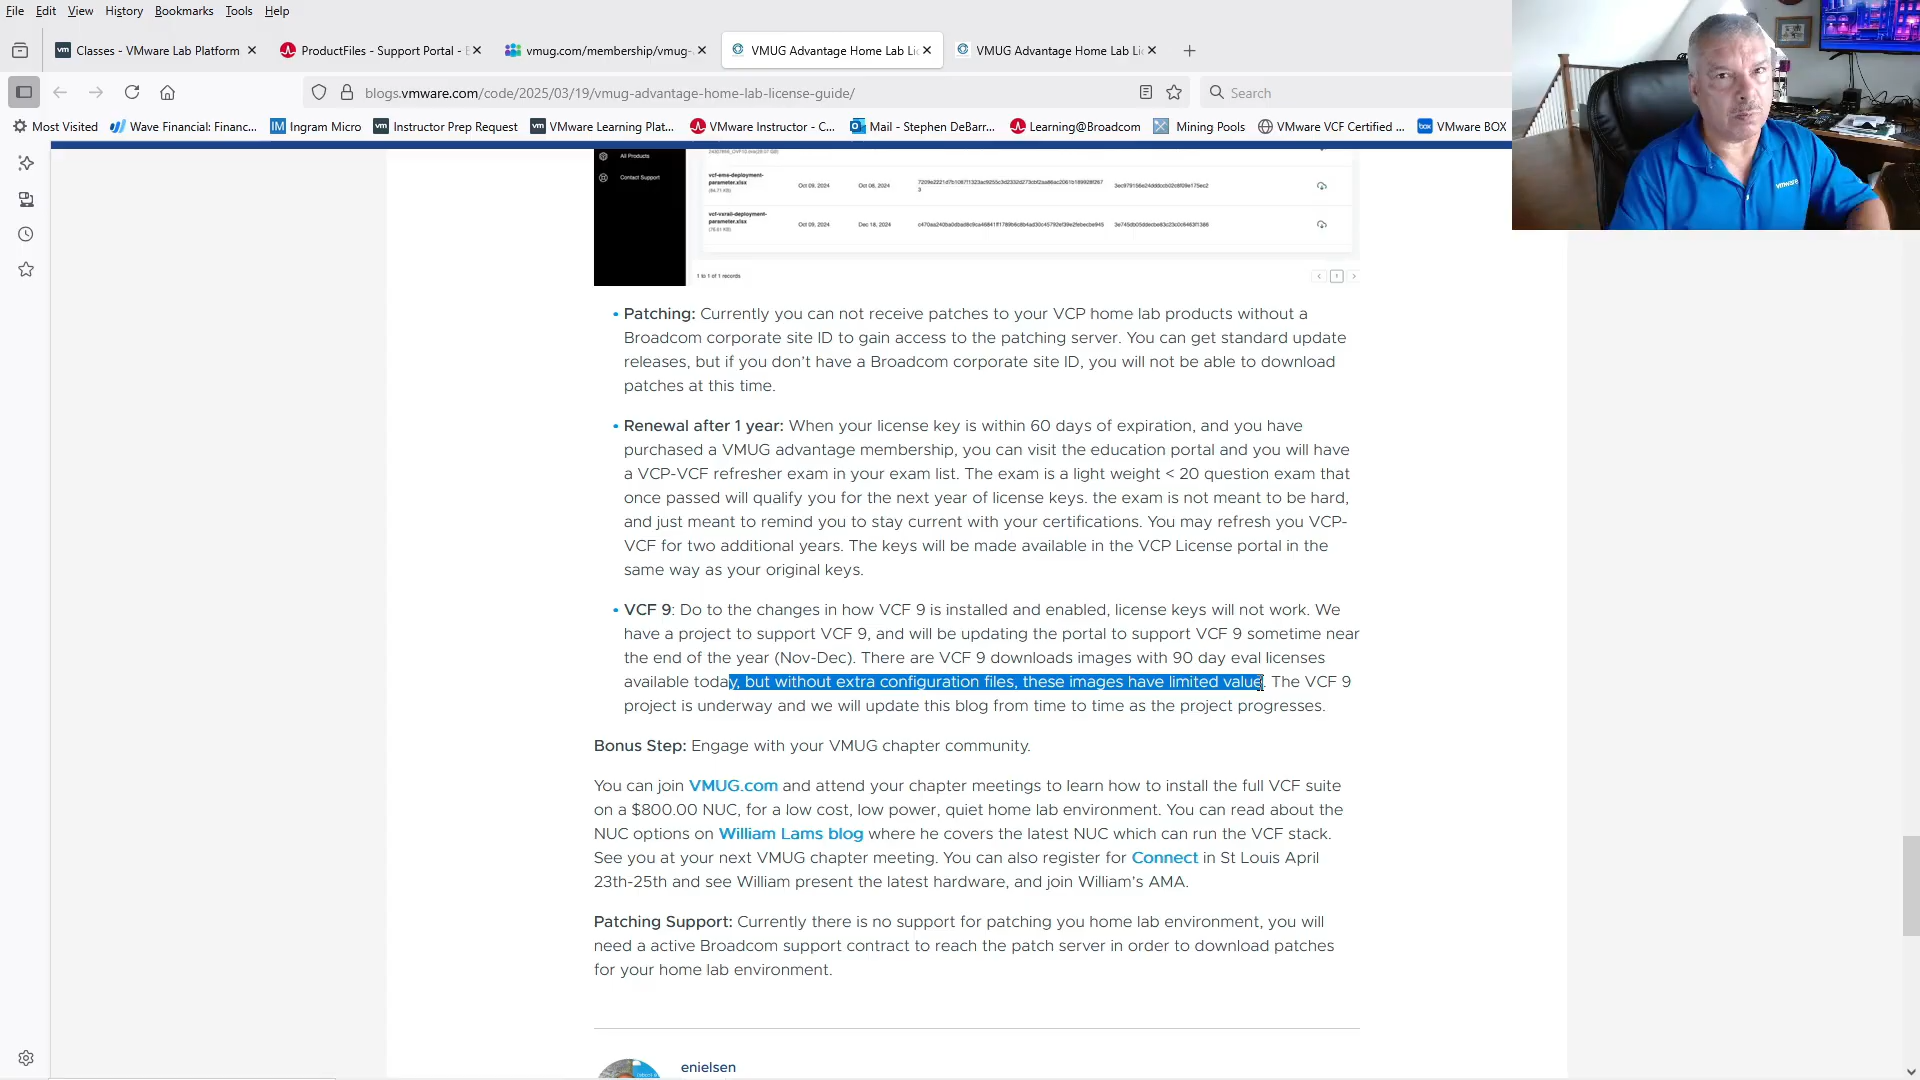 File Edit View History Bookmarks Tools Help
Classes - VMware Lab Platform
ProductFiles - Support Portal - B
vmug.com/membership/vmug-
VMUG Advantage Home Lab Li
VMUG Advantage Home Lab Li
blogs.vmware.com/code/2025/03/19/vmug-advantage-home-lab-license-guide/
Search
Most Visited Wave Financial: Financ... Ingram Micro Instructor Prep Request VMware Learning Plat... VMware Instructor - C... Mail - Stephen DeBarr... Learning@Broadcom Mining Pools VMware VCF Certified ... VMware BOX
All Products
Contact Support
vcf-ems-deployment-
parameter.xlsx
Oct 09, 2024
Oct 08, 2024
vcf-vxrail-deployment-
parameter.xlsx
Oct 09, 2024
Dec 18, 2024
1 to 1 of 1 records
1
vmware
• Patching: Currently you can not receive patches to your VCP home lab products without a
Broadcom corporate site ID to gain access to the patching server. You can get standard update
releases, but if you don’t have a Broadcom corporate site ID, you will not be able to download
patches at this time.
• Renewal after 1 year: When your license key is within 60 days of expiration, and you have
purchased a VMUG advantage membership, you can visit the education portal and you will have
a VCP-VCF refresher exam in your exam list. The exam is a light weight < 20 question exam that
once passed will qualify you for the next year of license keys. the exam is not meant to be hard,
and just meant to remind you to stay current with your certifications. You may refresh you VCP-
VCF for two additional years. The keys will be made available in the VCP License portal in the
same way as your original keys.
• VCF 9: Do to the changes in how VCF 9 is installed and enabled, license keys will not work. We
have a project to support VCF 9, and will be updating the portal to support VCF 9 sometime near
the end of the year (Nov-Dec). There are VCF 9 downloads images with 90 day eval licenses
available today, but without extra configuration files, these images have limited value. The VCF 9
project is underway and we will update this blog from time to time as the project progresses.
Bonus Step: Engage with your VMUG chapter community.
You can join VMUG.com and attend your chapter meetings to learn how to install the full VCF suite
on a $800.00 NUC, for a low cost, low power, quiet home lab environment. You can read about the
NUC options on William Lams blog where he covers the latest NUC which can run the VCF stack.
See you at your next VMUG chapter meeting. You can also register for Connect in St Louis April
23th-25th and see William present the latest hardware, and join William’s AMA.
Patching Support: Currently there is no support for patching you home lab environment, you will
need a active Broadcom support contract to reach the patch server in order to download patches
for your home lab environment.
enielsen